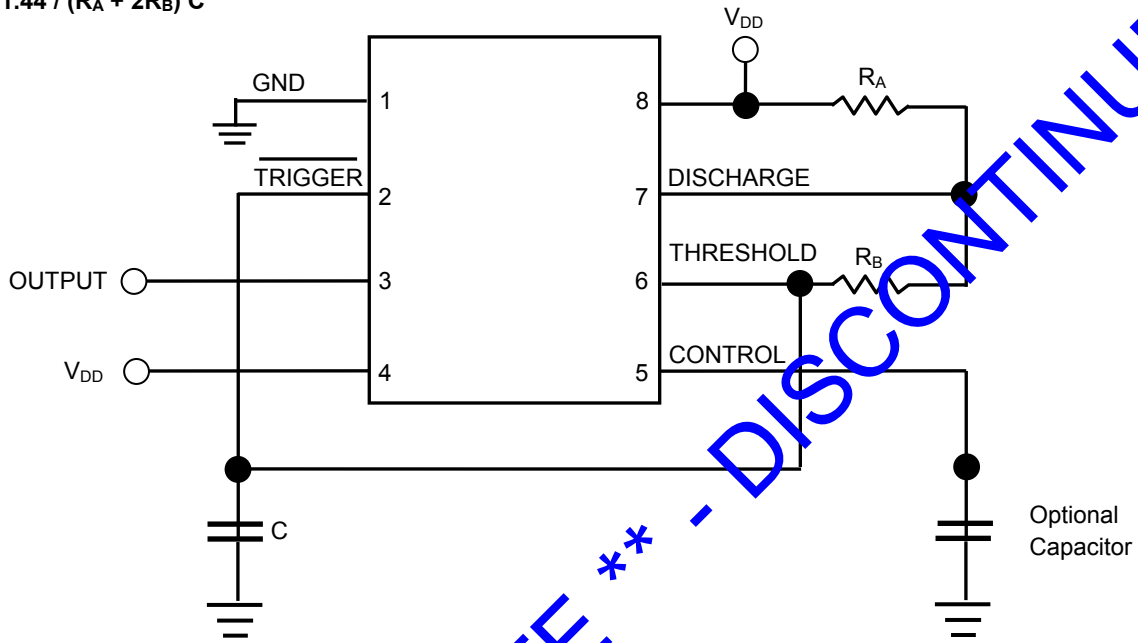 1.44 / (RA + 2RB) C
VDD
GND
1
8
RA
TRIGGER
2
7
DISCHARGE
THRESHOLD
RB
OUTPUT
3
6
VDD
4
5
CONTROL
C
Optional
Capacitor
** - DISCONTINU